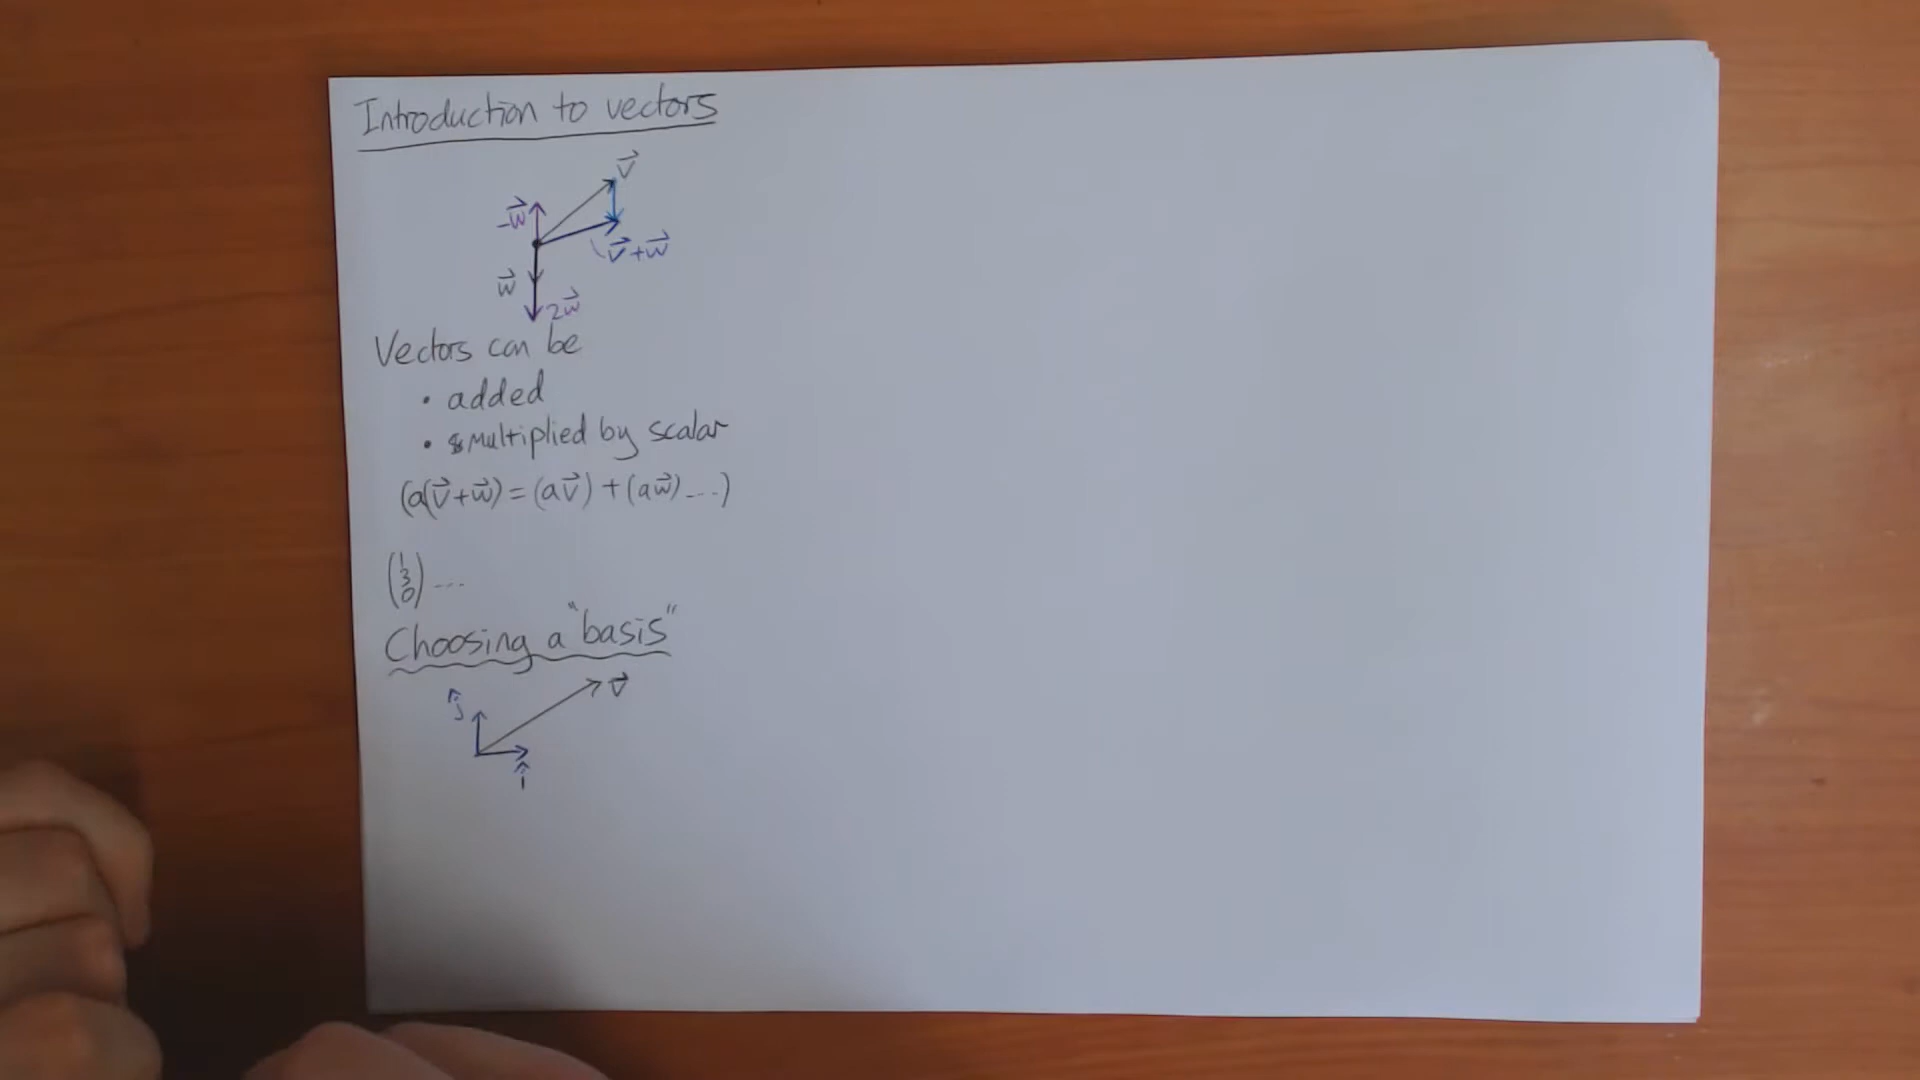 Introduction to vectors
v⃗
-w⃗
v⃗+w⃗
w⃗
2w⃗
Vectors can be
• added
• multiplied by scalar
(a(v⃗+w⃗) = (av⃗) + (aw⃗)...)
(1 3 0) ...
Choosing a "basis"
ĵ
v⃗
î